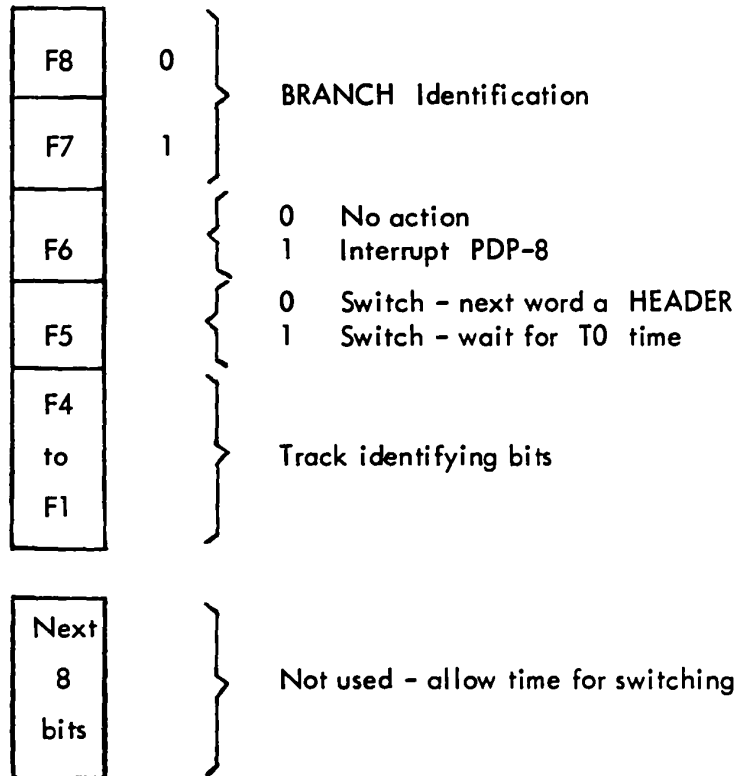 F8 0
BRANCH Identification
F7 1
0 No action
F6 1 Interrupt PDP-8
0 Switch - next word a HEADER
F5 1 Switch - wait for T0 time
F4
to Track identifying bits
F1
Next
8 Not used - allow time for switching
bits